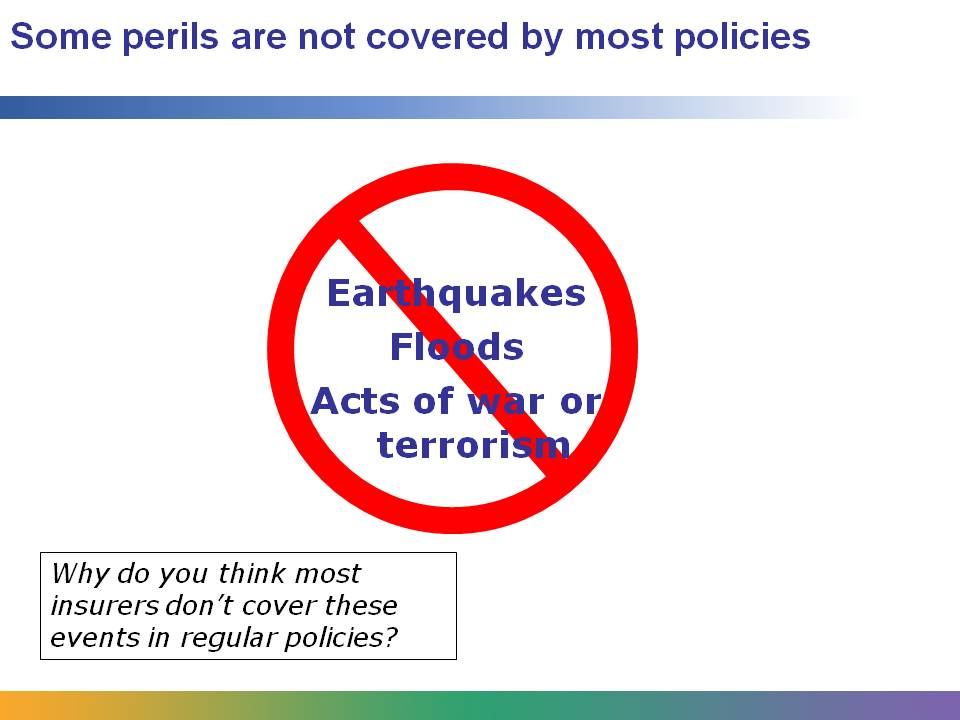 Some perils are not covered by most policies
Earthquakes
Floods
Acts of war or
terrorism
Why do you think most
insurers don’t cover these
events in regular policies?